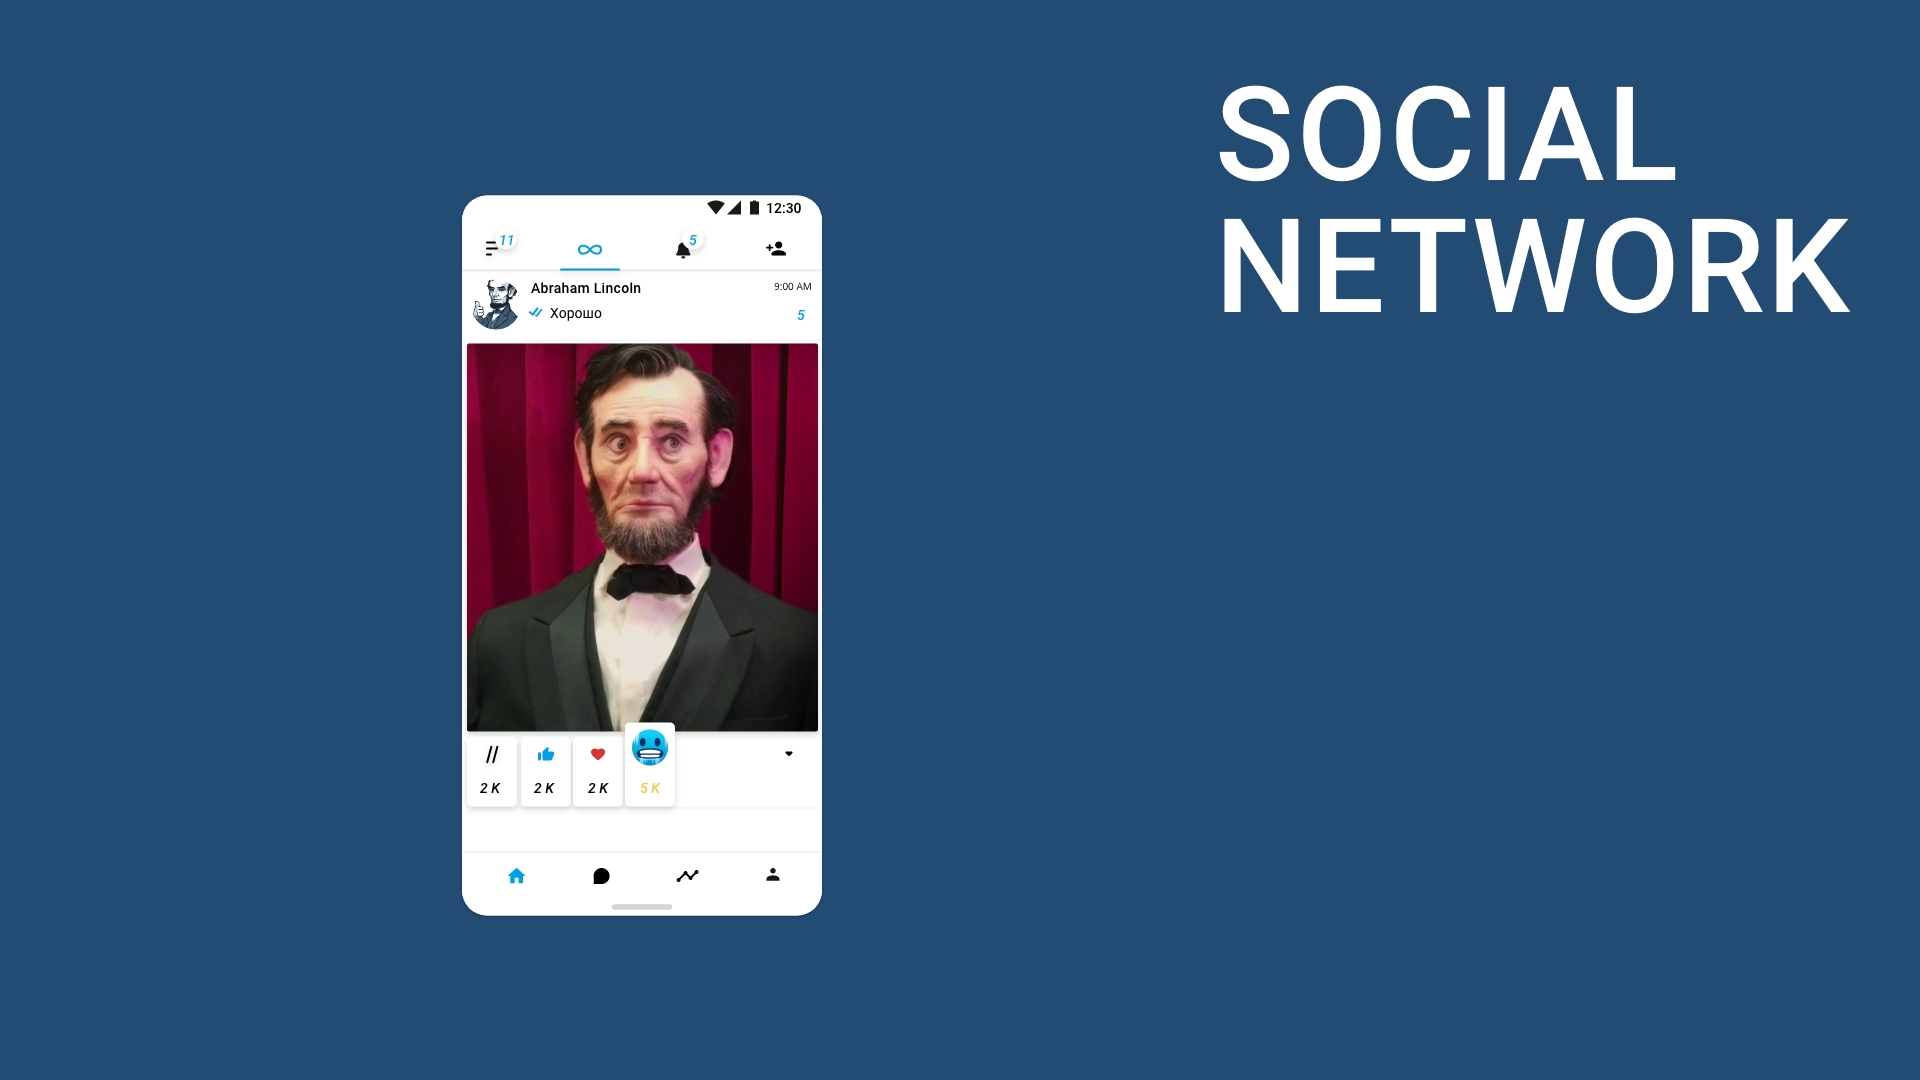 SOCIAL
NETWORK
12:30
11
5
Abraham Lincoln
9:00 AM
Хорошо
5
//
2 K
2 K
2 K
5 K